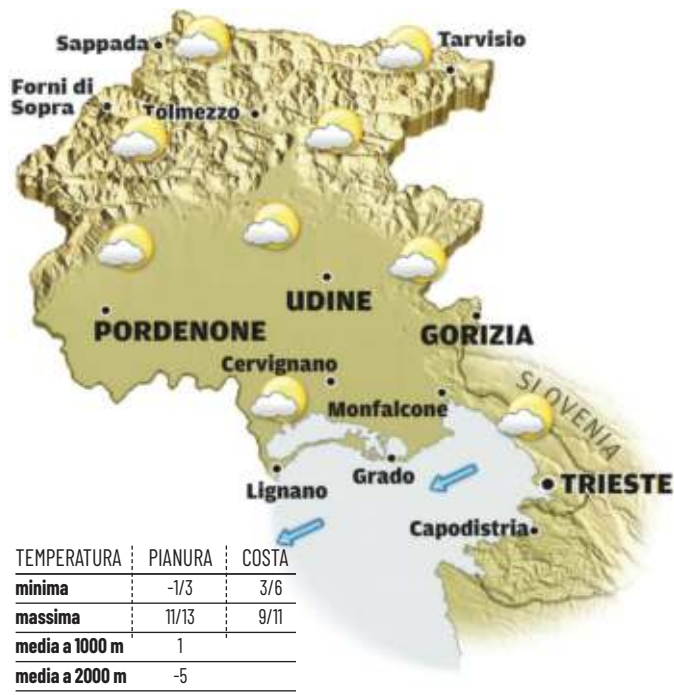 Sappada
Tarvisio
Forni di
Sopra
Tolmezzo
UDINE
PORDENONE
GORIZIA
Cervignano
SLOVENIA
Monfalcone
Grado
Lignano
TRIESTE
Capodistria
TEMPERATURA PIANURA COSTA
minima -1/3 3/6
massima 11/13 9/11
media a 1000 m 1
media a 2000 m -5